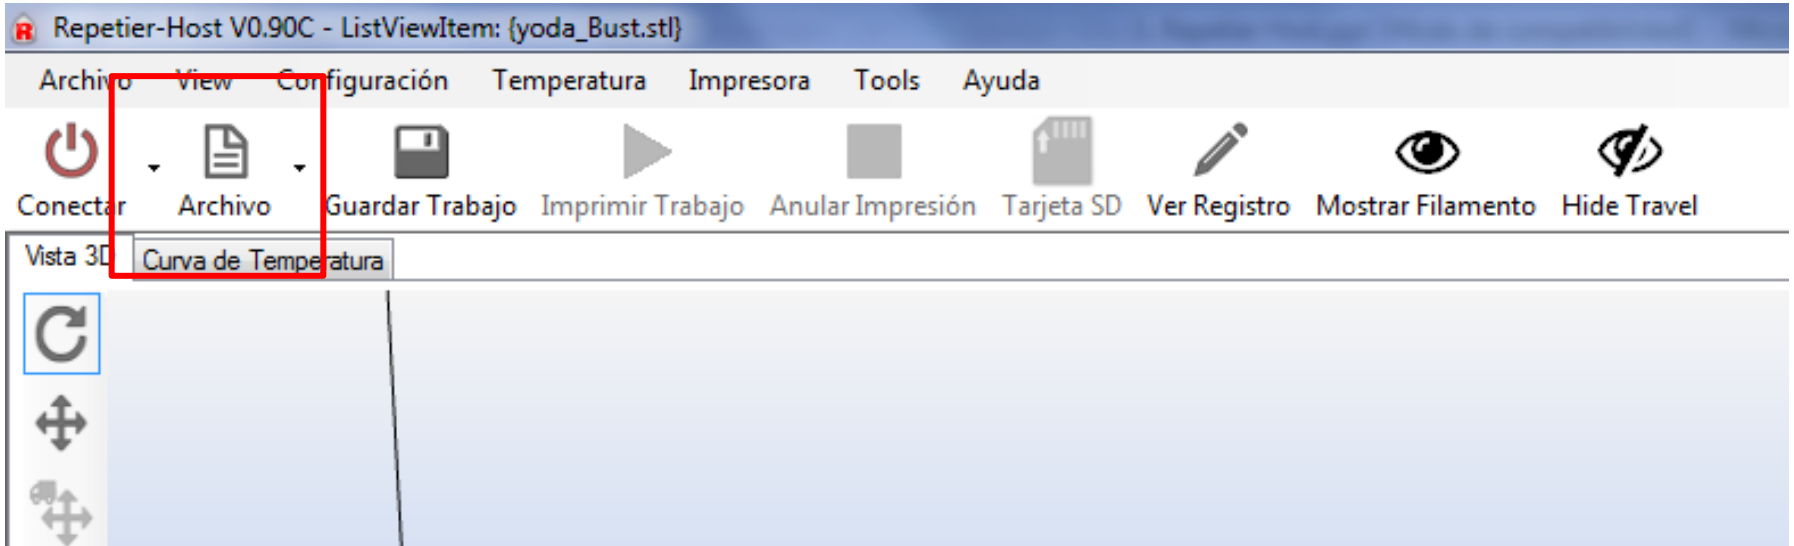 Repetier-Host V0.90C - ListViewItem: {yoda_Bust.stl}
Archivo View Configuración Temperatura Impresora Tools Ayuda
Conectar Archivo Guardar Trabajo Imprimir Trabajo Anular Impresión Tarjeta SD Ver Registro Mostrar Filamento Hide Travel
Vista 3D Curva de Temperatura